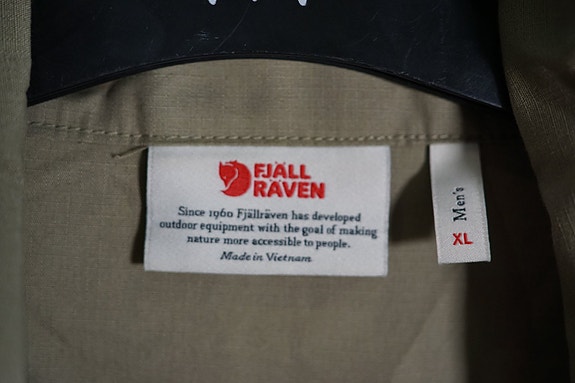 FJÄLL
RÄVEN
Since 1960 Fjällräven has developed
outdoor equipment with the goal of making
nature more accessible to people.
Made in Vietnam
Men's
XL